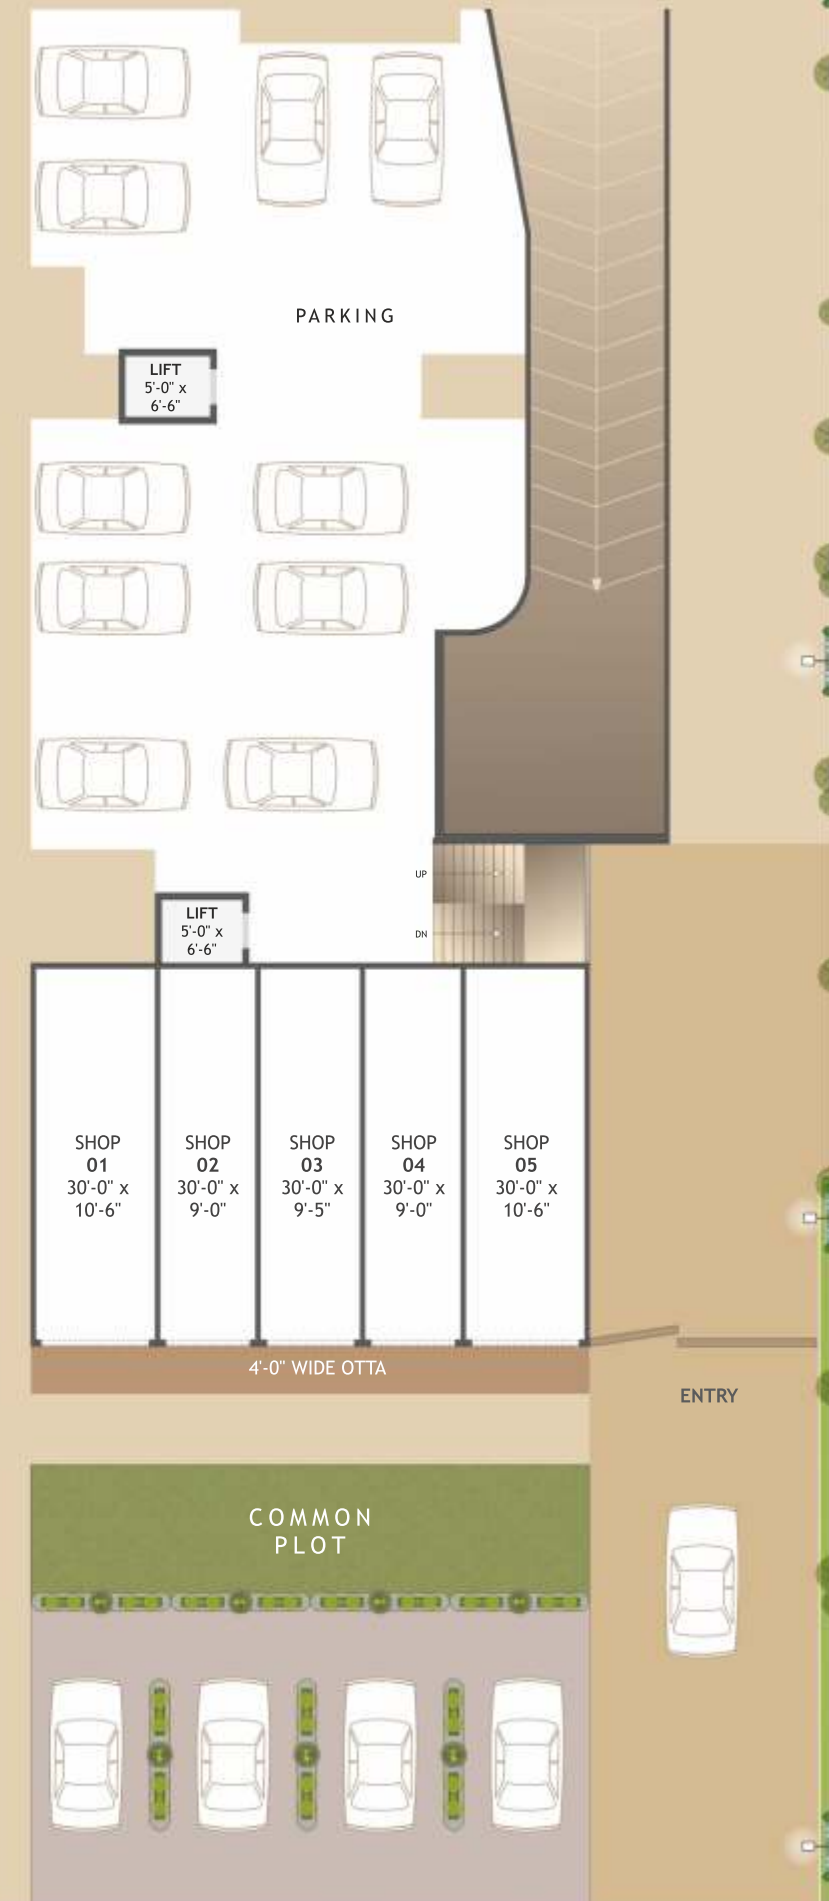 PARKING
LIFT
5'-0" x
6'-6"
UP
DN
LIFT
5'-0" x
6'-6"
SHOP
01
30'-0" x
10'-6"
SHOP
02
30'-0" x
9'-0"
SHOP
03
30'-0" x
9'-5"
SHOP
04
30'-0" x
9'-0"
SHOP
05
30'-0" x
10'-6"
4'-0" WIDE OTTA
ENTRY
COMMON
PLOT